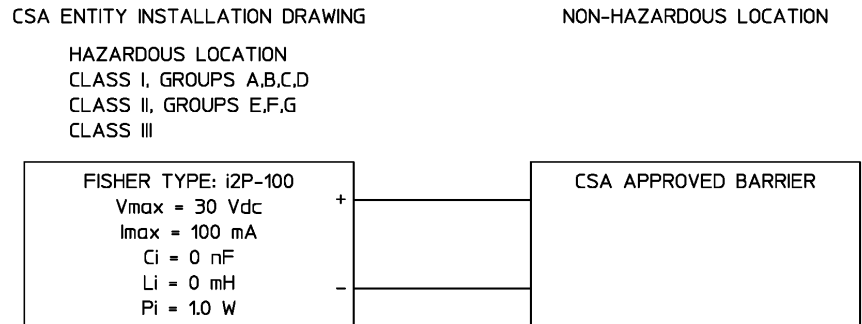 CSA ENTITY INSTALLATION DRAWING
NON-HAZARDOUS LOCATION
HAZARDOUS LOCATION
CLASS I, GROUPS A,B,C,D
CLASS II, GROUPS E,F,G
CLASS III
FISHER TYPE: i2P-100
Vmax = 30 Vdc
Imax = 100 mA
Ci = 0 nF
Li = 0 mH
Pi = 1.0 W
+
-
CSA APPROVED BARRIER